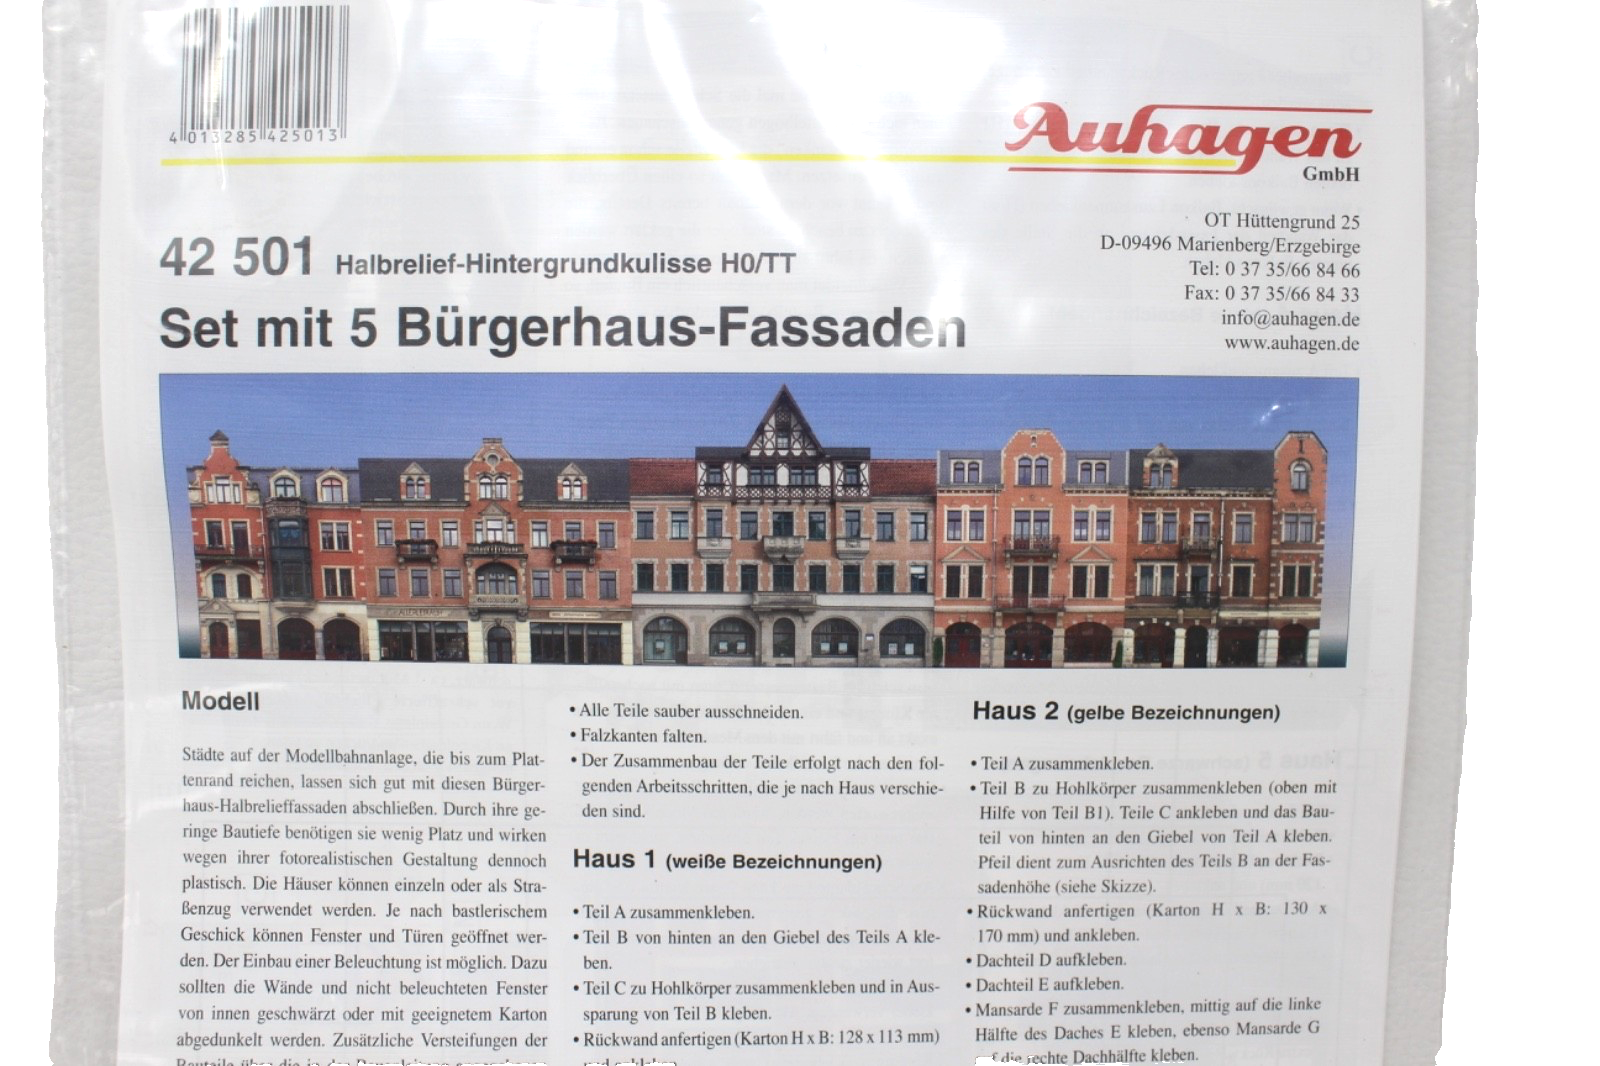 4 013285 425013
Auhagen
GmbH
OT Hüttengrund 25
D-09496 Marienberg/Erzgebirge
Tel: 0 37 35/66 84 66
Fax: 0 37 35/66 84 33
info@auhagen.de
www.auhagen.de
42 501 Halbrelief-Hintergrundkulisse H0/TT
Set mit 5 Bürgerhaus-Fassaden
Modell
Städte auf der Modellbahnanlage, die bis zum Plat-
tenrand reichen, lassen sich gut mit diesen Bürger-
haus-Halbrelieffassaden abschließen. Durch ihre ge-
ringe Bautiefe benötigen sie wenig Platz und wirken
wegen ihrer fotorealistischen Gestaltung dennoch
plastisch. Die Häuser können einzeln oder als Stra-
ßenzug verwendet werden. Je nach bastlerischem
Geschick können Fenster und Türen geöffnet wer-
den. Der Einbau einer Beleuchtung ist möglich. Dazu
sollten die Wände und nicht beleuchteten Fenster
von innen geschwärzt oder mit geeignetem Karton
abgedunkelt werden. Zusätzliche Versteifungen der
• Alle Teile sauber ausschneiden.
• Falzkanten falten.
• Der Zusammenbau der Teile erfolgt nach den fol-
genden Arbeitsschritten, die je nach Haus verschie-
den sind.
Haus 1 (weiße Bezeichnungen)
• Teil A zusammenkleben.
• Teil B von hinten an den Giebel des Teils A kle-
ben.
• Teil C zu Hohlkörper zusammenkleben und in Aus-
sparung von Teil B kleben.
• Rückwand anfertigen (Karton H x B: 128 x 113 mm)
Haus 2 (gelbe Bezeichnungen)
• Teil A zusammenkleben.
• Teil B zu Hohlkörper zusammenkleben (oben mit
Hilfe von Teil B1). Teile C ankleben und das Bau-
teil von hinten an den Giebel von Teil A kleben.
Pfeil dient zum Ausrichten des Teils B an der Fas-
sadenhöhe (siehe Skizze).
• Rückwand anfertigen (Karton H x B: 130 x
170 mm) und ankleben.
• Dachteil D aufkleben.
• Dachteil E aufkleben.
• Mansarde F zusammenkleben, mittig auf die linke
Hälfte des Daches E kleben, ebenso Mansarde G
die rechte Dachhälfte kleben.